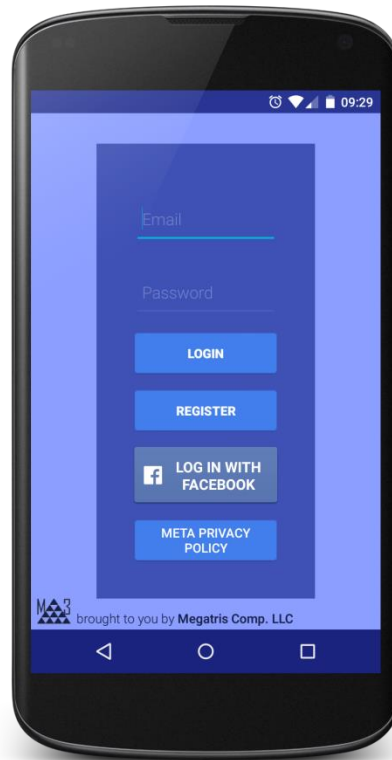 09:29
Email
Password
LOGIN
REGISTER
LOG IN WITH
FACEBOOK
META PRIVACY
POLICY
M 3
brought to you by Megatris Comp. LLC